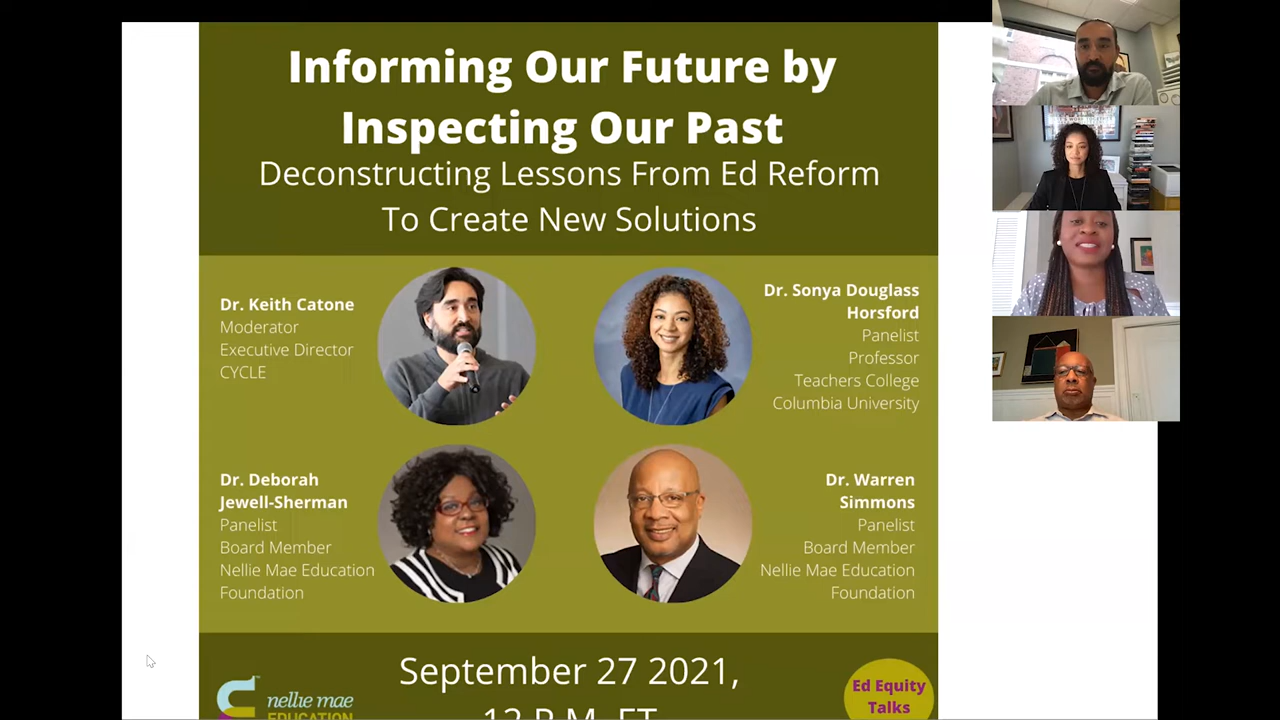 Informing Our Future by
Inspecting Our Past
Deconstructing Lessons From Ed Reform
To Create New Solutions
Dr. Keith Catone
Moderator
Executive Director
CYCLE
Dr. Sonya Douglass
Horsford
Panelist
Professor
Teachers College
Columbia University
Dr. Deborah
Jewell-Sherman
Panelist
Board Member
Nellie Mae Education
Foundation
Dr. Warren
Simmons
Panelist
Board Member
Nellie Mae Education
Foundation
September 27 2021,
12 P.M. ET
nellie mae
EDUCATION
Ed Equity
Talks